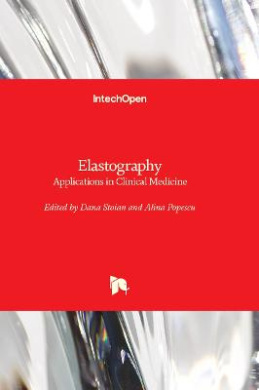 IntechOpen
Elastography
Applications in Clinical Medicine
Edited by Dana Stoian and Alina Popescu